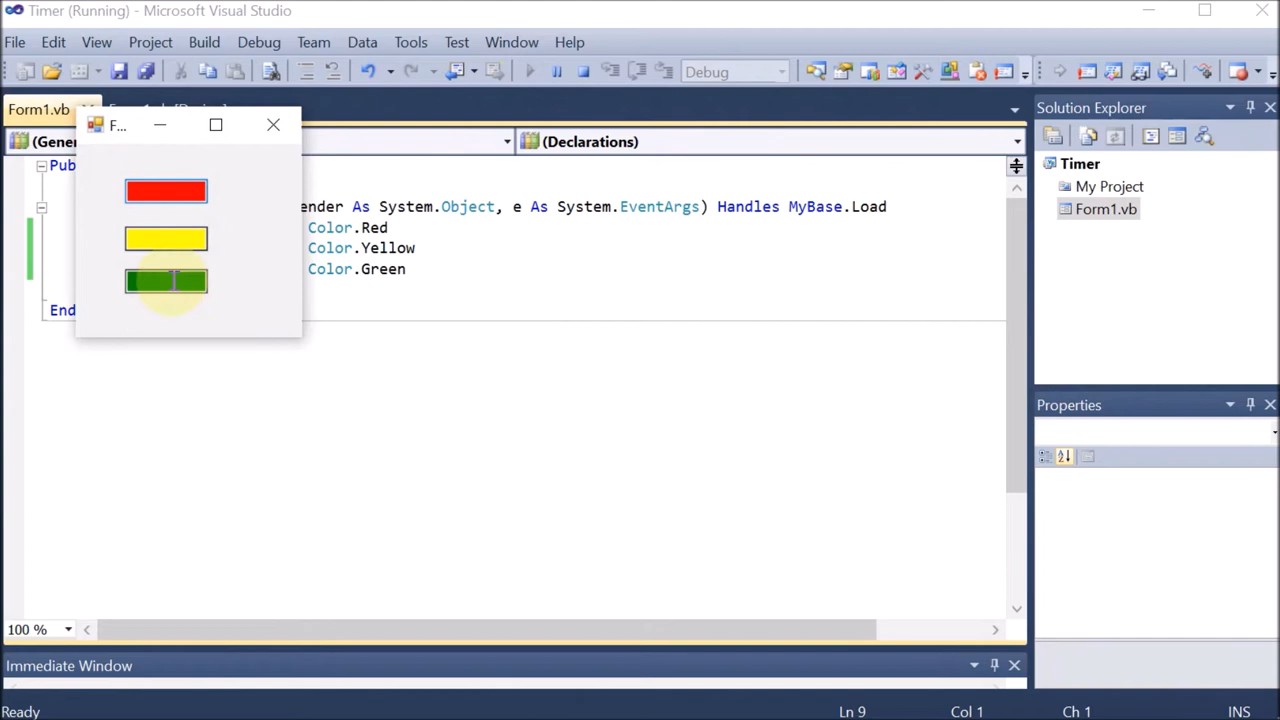 Timer (Running) - Microsoft Visual Studio
File Edit View Project Build Debug Team Data Tools Test Window Help
Debug
Form1.vb
Solution Explorer
F...
(Gene
(Declarations)
Timer
My Project
Form1.vb
Pub
ender As System.Object, e As System.EventArgs) Handles MyBase.Load
Color.Red
Color.Yellow
Color.Green
End
Properties
100 %
Immediate Window
Ready
Ln 9 Col 1 Ch 1 INS